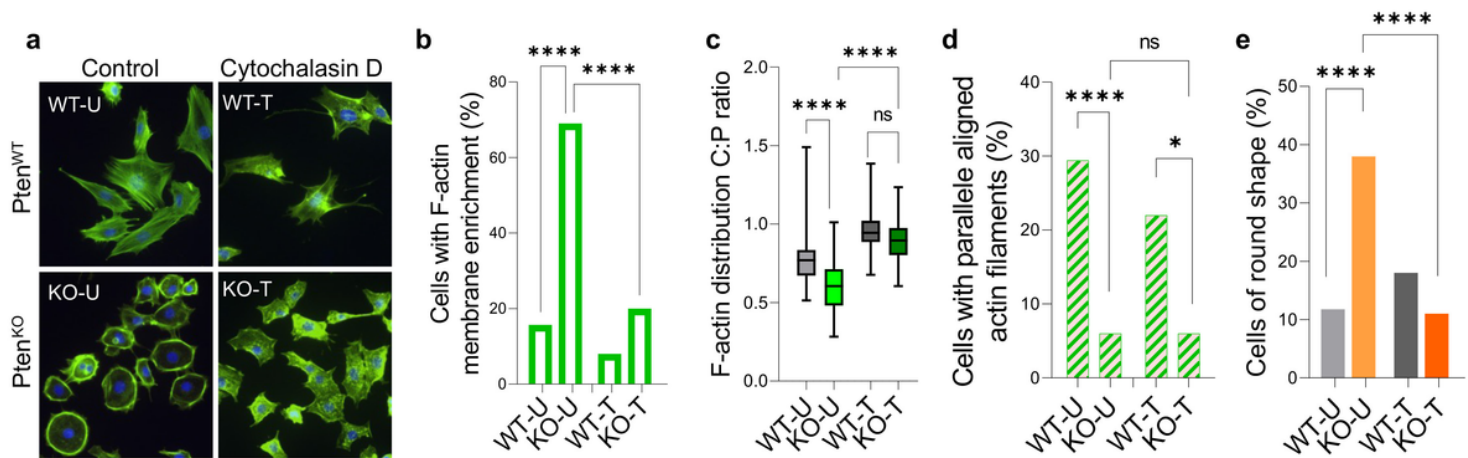 a
Control
Cytochalasin D
Pten^WT
WT-U
WT-T
Pten^KO
KO-U
KO-T
b
Cells with F-actin
membrane enrichment (%)
80
60
40
20
0
****
****
WT-U
KO-U
WT-T
KO-T
c
F-actin distribution C:P ratio
2.0
1.5
1.0
0.5
0.0
****
****
ns
WT-U
KO-U
WT-T
KO-T
d
Cells with parallele aligned
actin filaments (%)
40
30
20
10
0
ns
****
*
WT-U
KO-U
WT-T
KO-T
e
Cells of round shape (%)
50
40
30
20
10
0
****
****
WT-U
KO-U
WT-T
KO-T